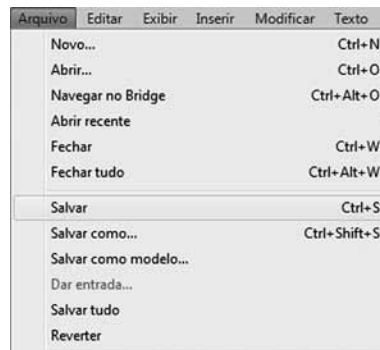 Arquivo Editar Exibir Inserir Modificar Texto
Novo... Ctrl+N
Abrir... Ctrl+O
Navegar no Bridge Ctrl+Alt+O
Abrir recente
Fechar Ctrl+W
Fechar tudo Ctrl+Alt+W
Salvar Ctrl+S
Salvar como... Ctrl+Shift+S
Salvar como modelo...
Dar entrada...
Salvar tudo
Reverter